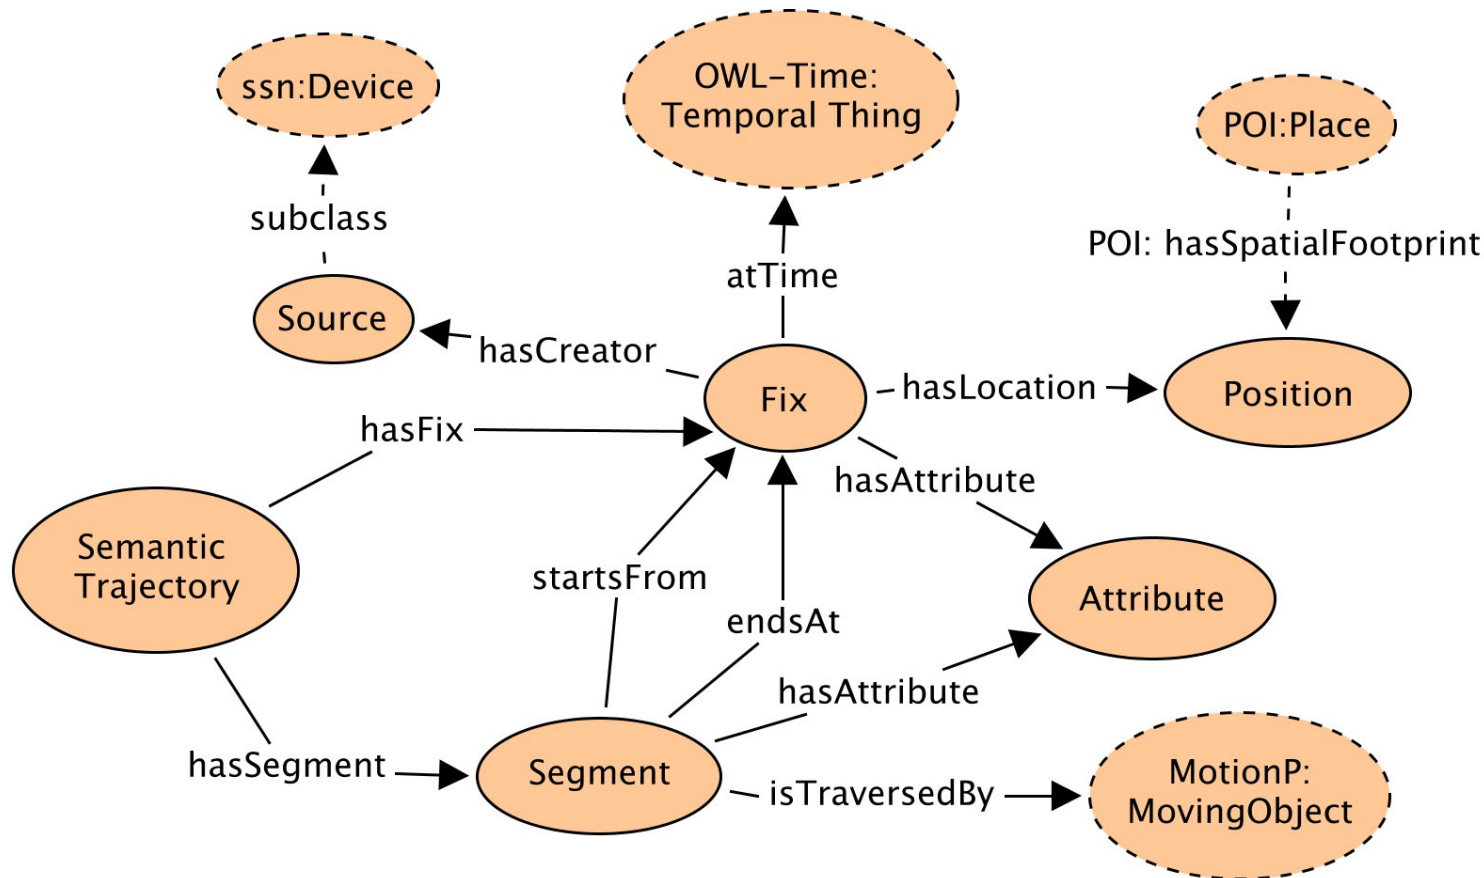 ssn:Device
OWL-Time:
Temporal Thing
POI:Place
subclass
POI: hasSpatialFootprint
atTime
Source
hasCreator
Fix
hasLocation
Position
hasFix
hasAttribute
Semantic
Trajectory
startsFrom
endsAt
Attribute
hasAttribute
hasSegment
Segment
isTraversedBy
MotionP:
MovingObject